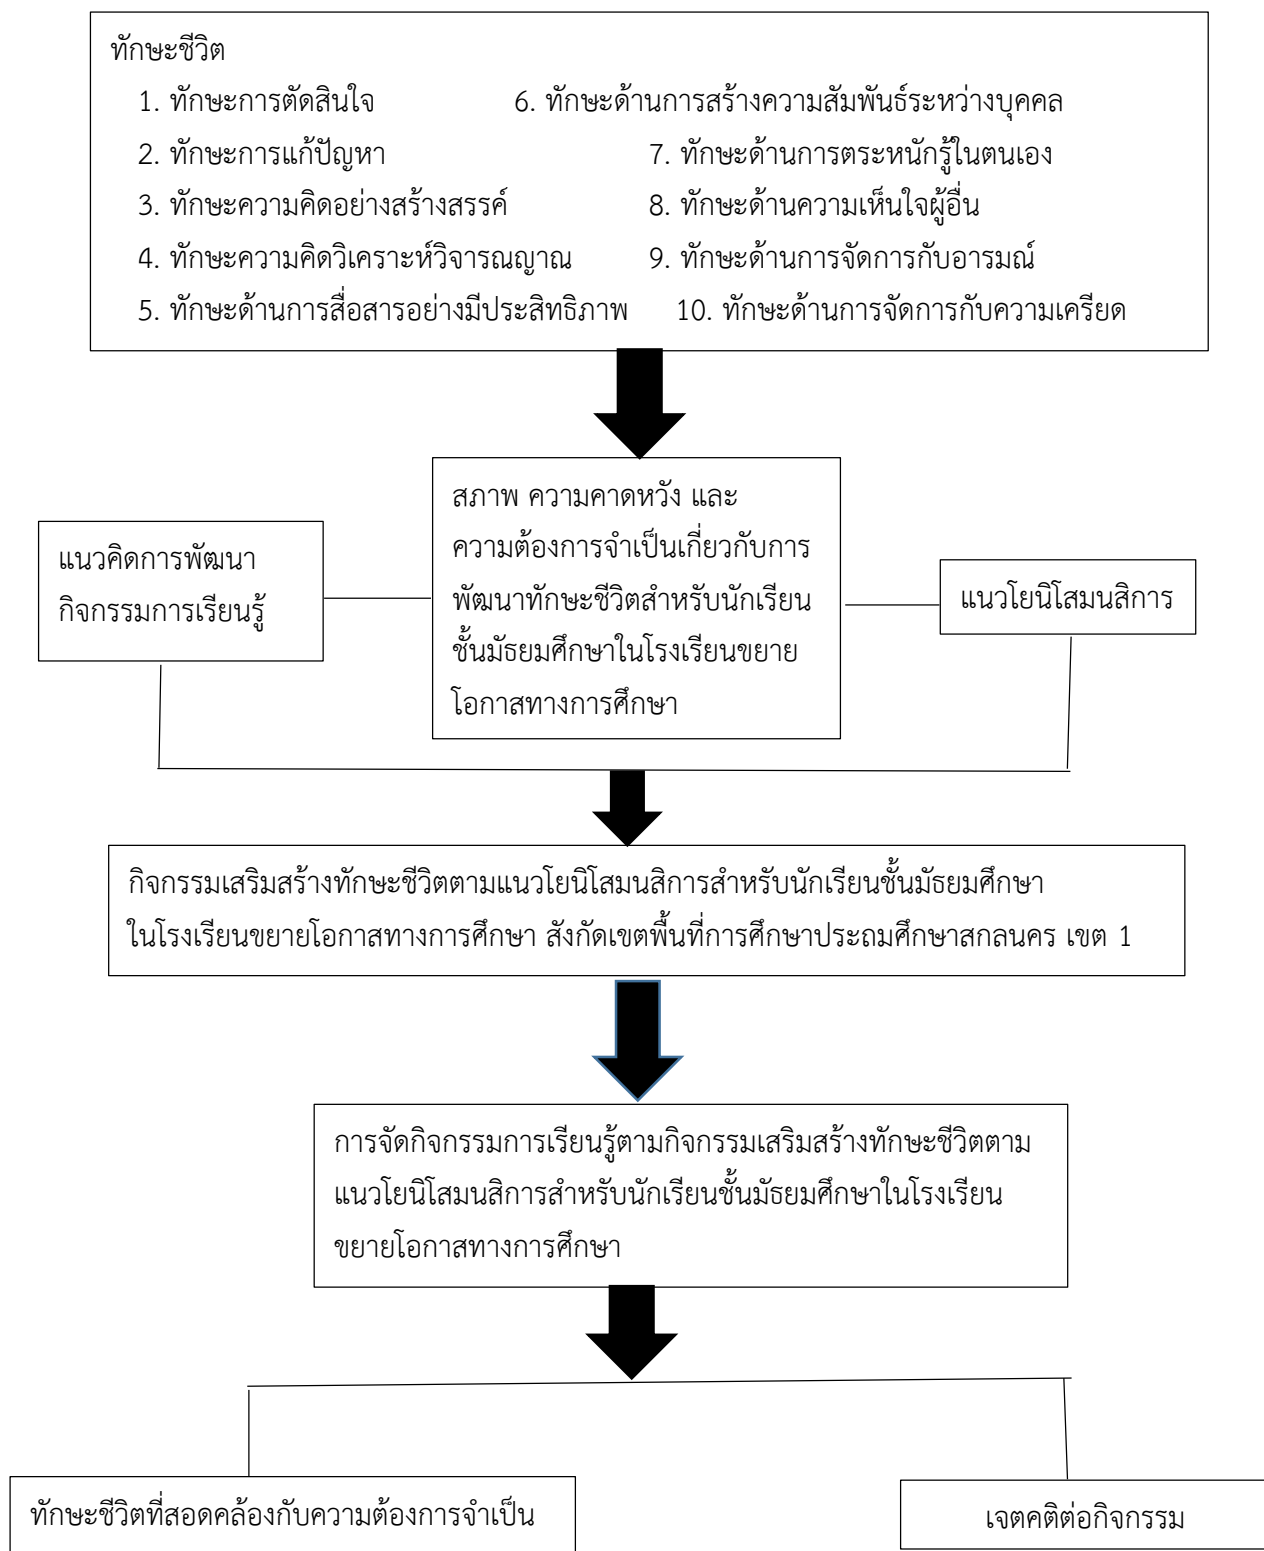 ทักษะชีวิต
1. ทักษะการตัดสินใจ 6. ทักษะด้านการสร้างความสัมพันธ์ระหว่างบุคคล
2. ทักษะการแก้ปัญหา 7. ทักษะด้านการตระหนักรู้ในตนเอง
3. ทักษะความคิดอย่างสร้างสรรค์ 8. ทักษะด้านความเห็นใจผู้อื่น
4. ทักษะความคิดวิเคราะห์วิจารณญาณ 9. ทักษะด้านการจัดการกับอารมณ์
5. ทักษะด้านการสื่อสารอย่างมีประสิทธิภาพ 10. ทักษะด้านการจัดการกับความเครียด
แนวคิดการพัฒนา
กิจกรรมการเรียนรู้
สภาพ ความคาดหวัง และ
ความต้องการจำเป็นเกี่ยวกับการ
พัฒนาทักษะชีวิตสำหรับนักเรียน
ชั้นมัธยมศึกษาในโรงเรียนขยาย
โอกาสทางการศึกษา
แนวโยนิโสมนสิการ
กิจกรรมเสริมสร้างทักษะชีวิตตามแนวโยนิโสมนสิการสำหรับนักเรียนชั้นมัธยมศึกษา
ในโรงเรียนขยายโอกาสทางการศึกษา สังกัดเขตพื้นที่การศึกษาประถมศึกษาสกลนคร เขต 1
การจัดกิจกรรมการเรียนรู้ตามกิจกรรมเสริมสร้างทักษะชีวิตตาม
แนวโยนิโสมนสิการสำหรับนักเรียนชั้นมัธยมศึกษาในโรงเรียน
ขยายโอกาสทางการศึกษา
ทักษะชีวิตที่สอดคล้องกับความต้องการจำเป็น
เจตคติต่อกิจกรรม